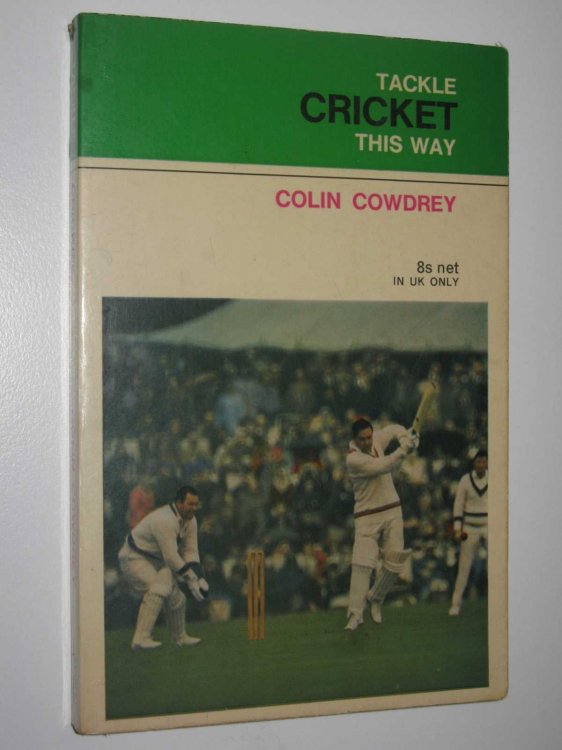 TACKLE
CRICKET
THIS WAY
COLIN COWDREY
8s net
IN UK ONLY